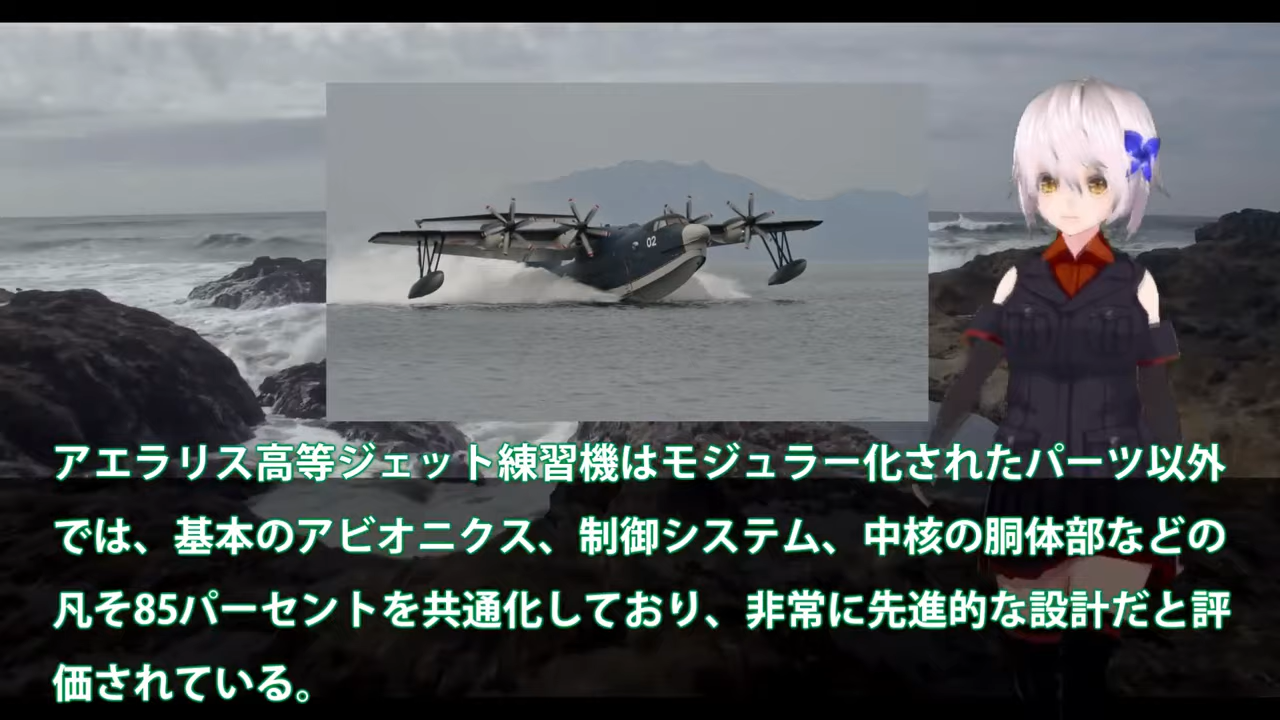 02
アエラリス高等ジェット練習機はモジュラー化されたパーツ以外
では、基本のアビオニクス、制御システム、中核の胴体部などの
凡そ85パーセントを共通化しており、非常に先進的な設計だと評
価されている。